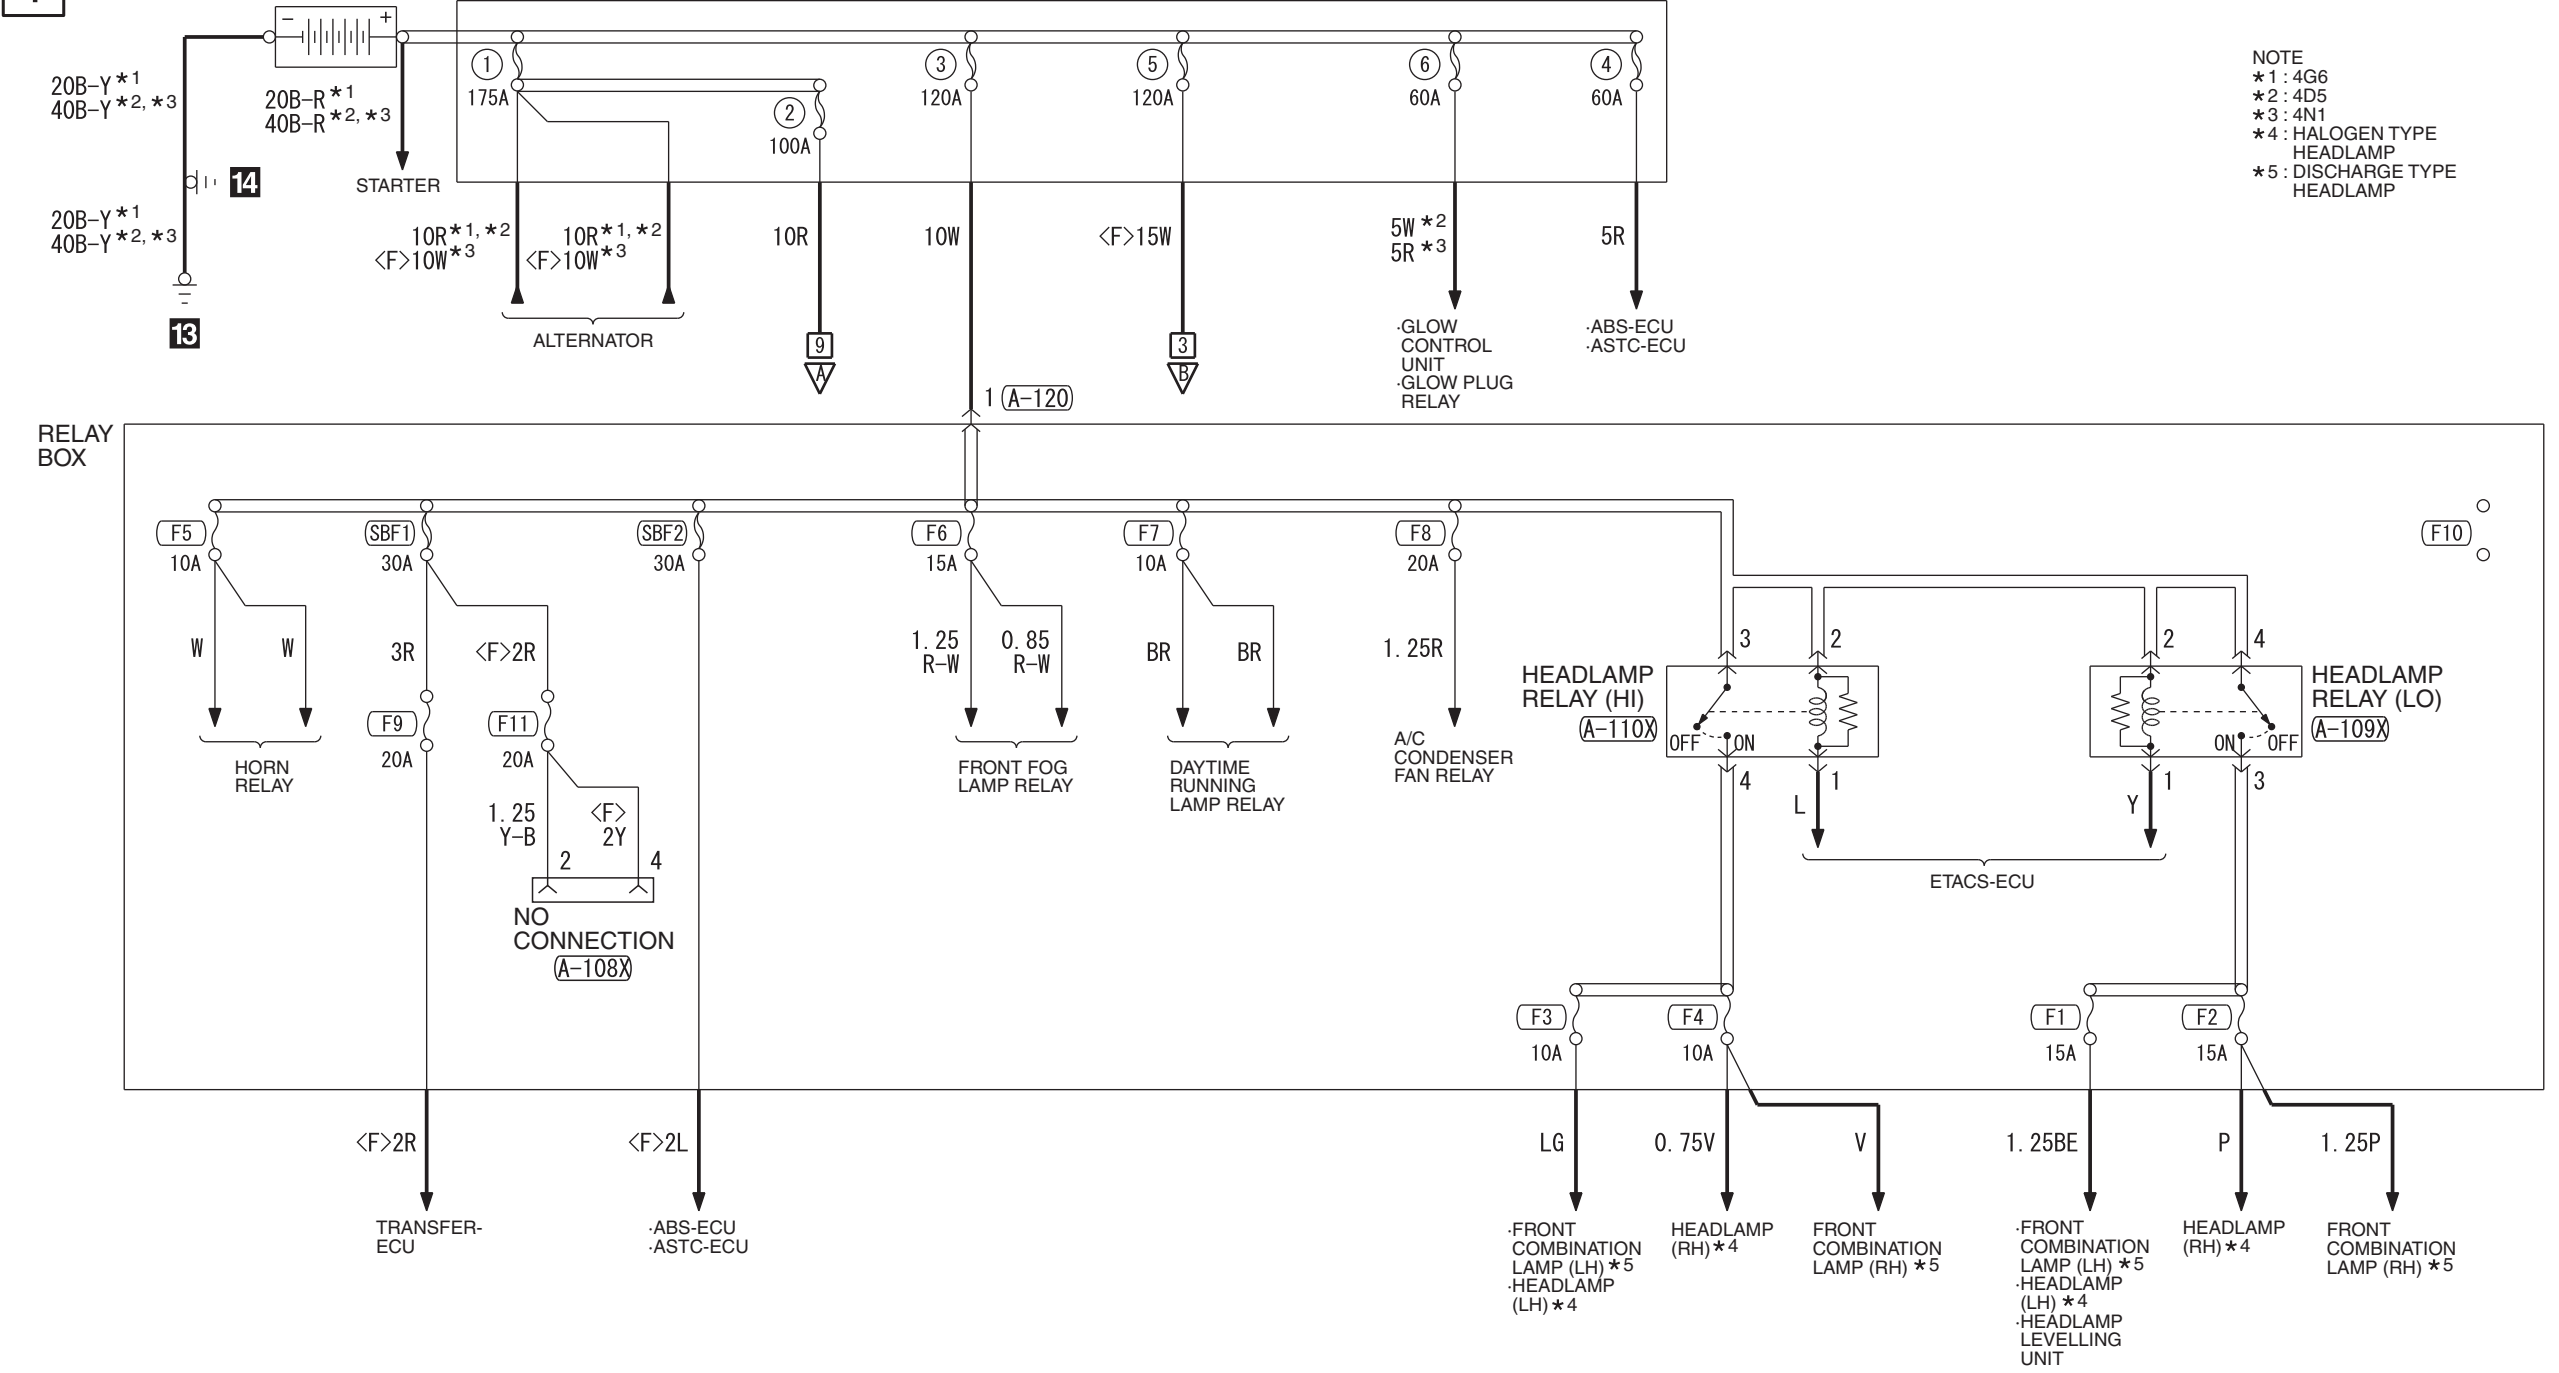 − +
20B-Y*1
40B-Y*2, *3
20B-R*1
40B-R*2, *3
14
STARTER
20B-Y*1
40B-Y*2, *3
13
1
175A
2
100A
3
120A
5
120A
6
60A
4
60A
NOTE
*1 : 4G6
*2 : 4D5
*3 : 4N1
*4 : HALOGEN TYPE
HEADLAMP
*5 : DISCHARGE TYPE
HEADLAMP
10R*1, *2
<F>10W*3
10R*1, *2
<F>10W*3
ALTERNATOR
10R
9
A
10W
<F>15W
3
B
5W *2
5R *3
·GLOW
CONTROL
UNIT
·GLOW PLUG
RELAY
5R
·ABS-ECU
·ASTC-ECU
1 A-120
RELAY
BOX
F5
10A
SBF1
30A
SBF2
30A
F6
15A
F7
10A
F8
20A
F10
W
W
HORN
RELAY
3R
<F>2R
F9
20A
F11
20A
1.25
Y-B
<F>
2Y
2
4
NO
CONNECTION
A-108X
1.25
R-W
0.85
R-W
FRONT FOG
LAMP RELAY
BR
BR
DAYTIME
RUNNING
LAMP RELAY
1.25R
A/C
CONDENSER
FAN RELAY
3
2
HEADLAMP
RELAY (HI)
A-110X
OFF
ON
4
1
L
2
4
HEADLAMP
RELAY (LO)
A-109X
ON
OFF
1
3
Y
ETACS-ECU
F3
10A
F4
10A
F1
15A
F2
15A
<F>2R
TRANSFER-
ECU
<F>2L
·ABS-ECU
·ASTC-ECU
LG
·FRONT
COMBINATION
LAMP (LH) *5
·HEADLAMP
(LH) *4
0.75V
HEADLAMP
(RH) *4
V
FRONT
COMBINATION
LAMP (RH) *5
1.25BE
·FRONT
COMBINATION
LAMP (LH) *5
·HEADLAMP
(LH) *4
·HEADLAMP
LEVELLING
UNIT
P
HEADLAMP
(RH) *4
1.25P
FRONT
COMBINATION
LAMP (RH) *5